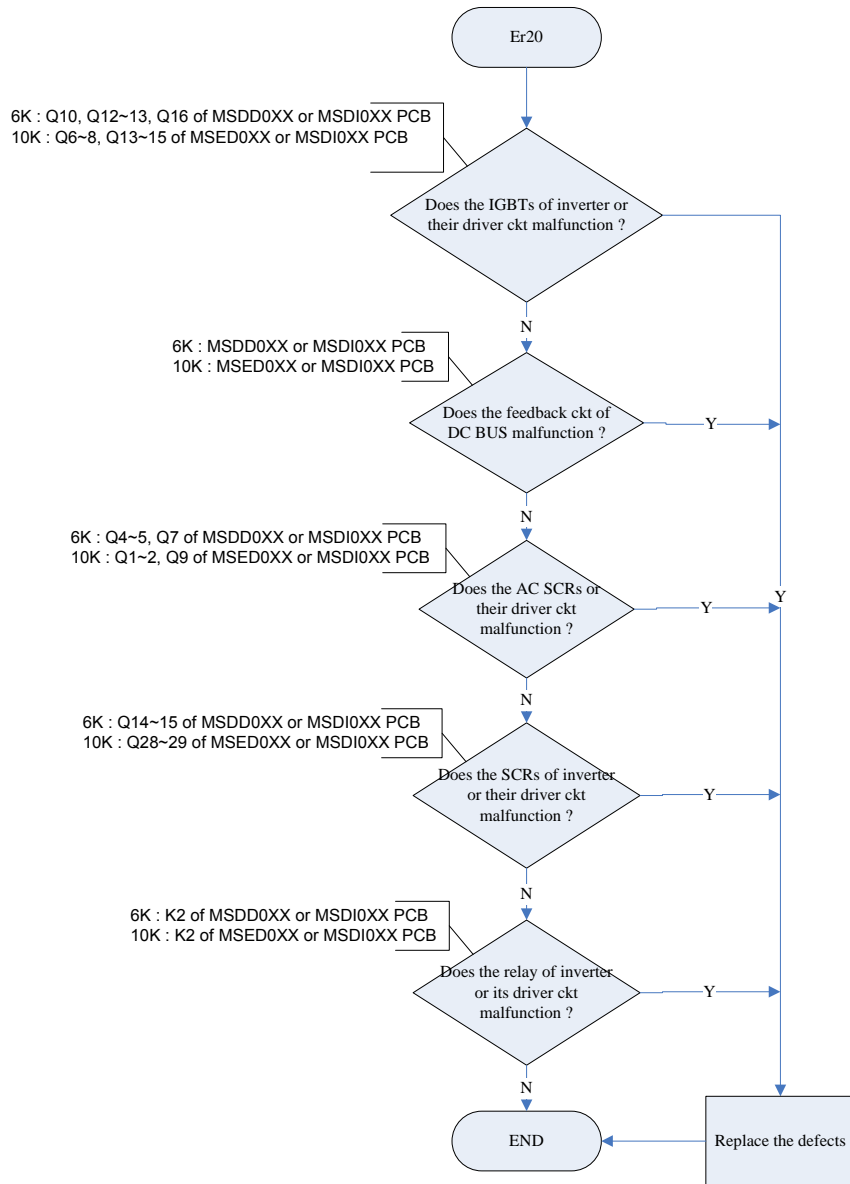 Er20
6K : Q10, Q12~13, Q16 of MSDD0XX or MSDI0XX PCB
10K : Q6~8, Q13~15 of MSED0XX or MSDI0XX PCB
Does the IGBTs of inverter or
their driver ckt malfunction ?
N
6K : MSDD0XX or MSDI0XX PCB
10K : MSED0XX or MSDI0XX PCB
Does the feedback ckt of
DC BUS malfunction ?
Y
N
6K : Q4~5, Q7 of MSDD0XX or MSDI0XX PCB
10K : Q1~2, Q9 of MSED0XX or MSDI0XX PCB
Does the AC SCRs or
their driver ckt
malfunction ?
Y
Y
N
6K : Q14~15 of MSDD0XX or MSDI0XX PCB
10K : Q28~29 of MSED0XX or MSDI0XX PCB
Does the SCRs of inverter
or their driver ckt
malfunction ?
Y
N
6K : K2 of MSDD0XX or MSDI0XX PCB
10K : K2 of MSED0XX or MSDI0XX PCB
Does the relay of inverter
or its driver ckt
malfunction ?
Y
N
END
Replace the defects